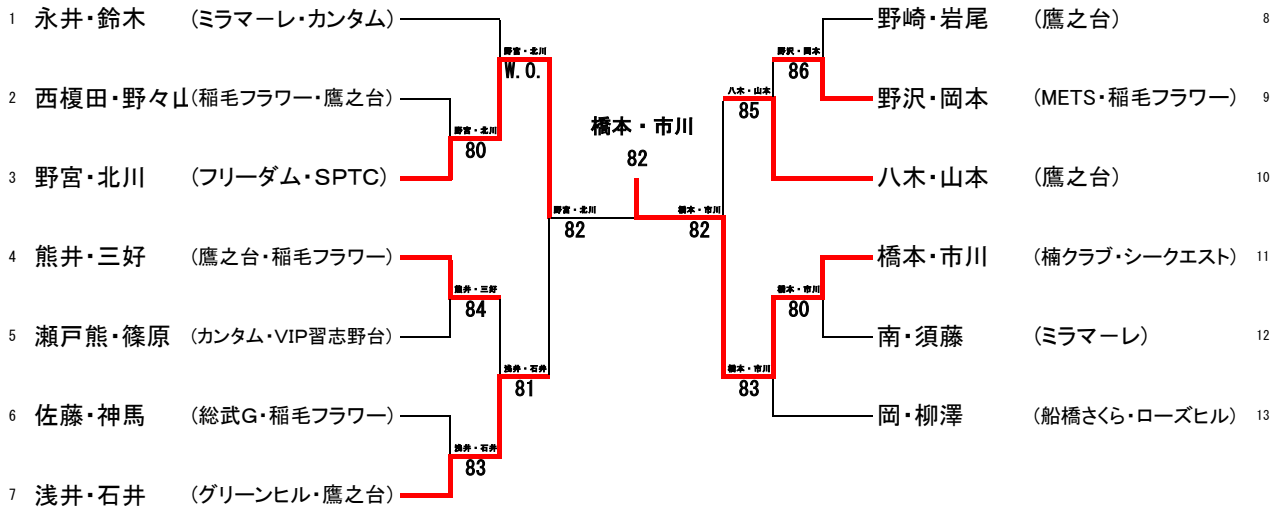 1 永井・鈴木 (ミラマーレ・カンタム)
野崎・岩尾 (鷹之台) 8
野宮・北川
W.O.
野沢・岡本
86
2 西榎田・野々山(稲毛フラワー・鷹之台)
野沢・岡本 (METS・稲毛フラワー) 9
八木・山本
85
橋本・市川
82
野宮・北川
80
3 野宮・北川 (フリーダム・SPTC)
八木・山本 (鷹之台) 10
野宮・北川
82
橋本・市川
82
4 熊井・三好 (鷹之台・稲毛フラワー)
橋本・市川 (楠クラブ・シークエスト) 11
熊井・三好
84
橋本・市川
80
5 瀬戸熊・篠原 (カンタム・VIP習志野台)
南・須藤 (ミラマーレ) 12
浅井・石井
81
橋本・市川
83
6 佐藤・神馬 (総武G・稲毛フラワー)
岡・柳澤 (船橋さくら・ローズヒル) 13
浅井・石井
83
7 浅井・石井 (グリーンヒル・鷹之台)